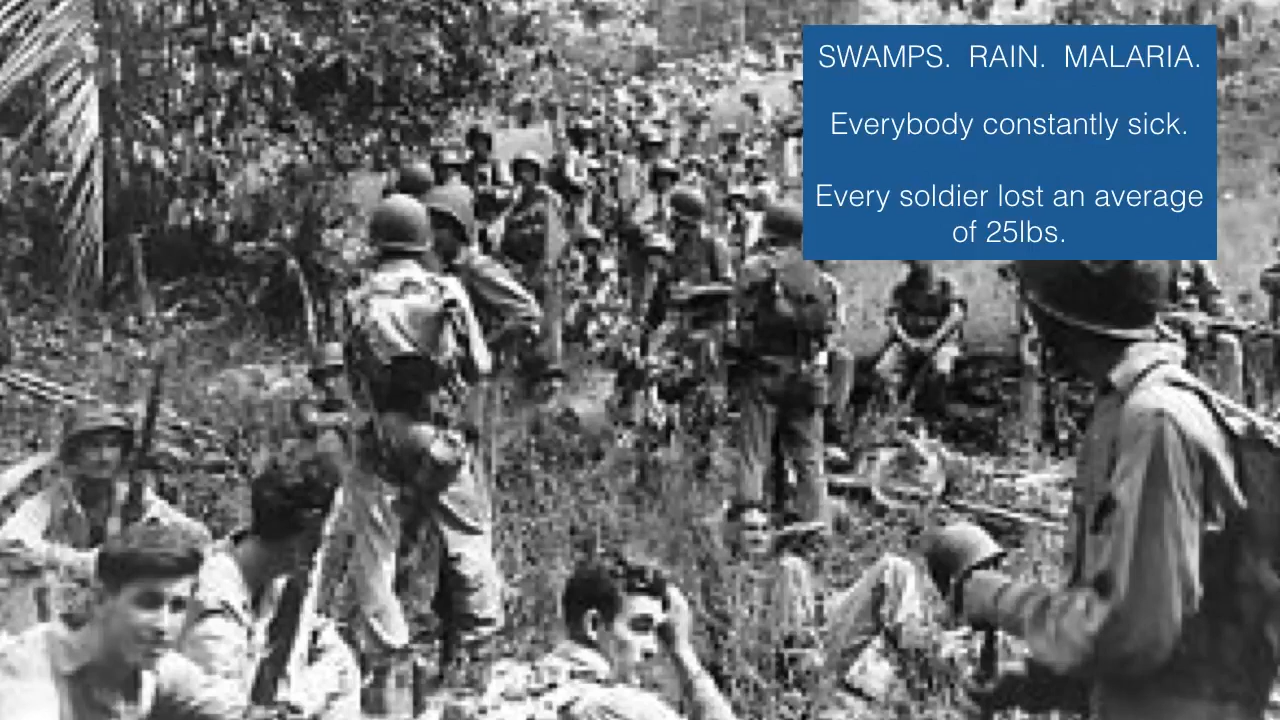 SWAMPS. RAIN. MALARIA.
Everybody constantly sick.
Every soldier lost an average
of 25lbs.